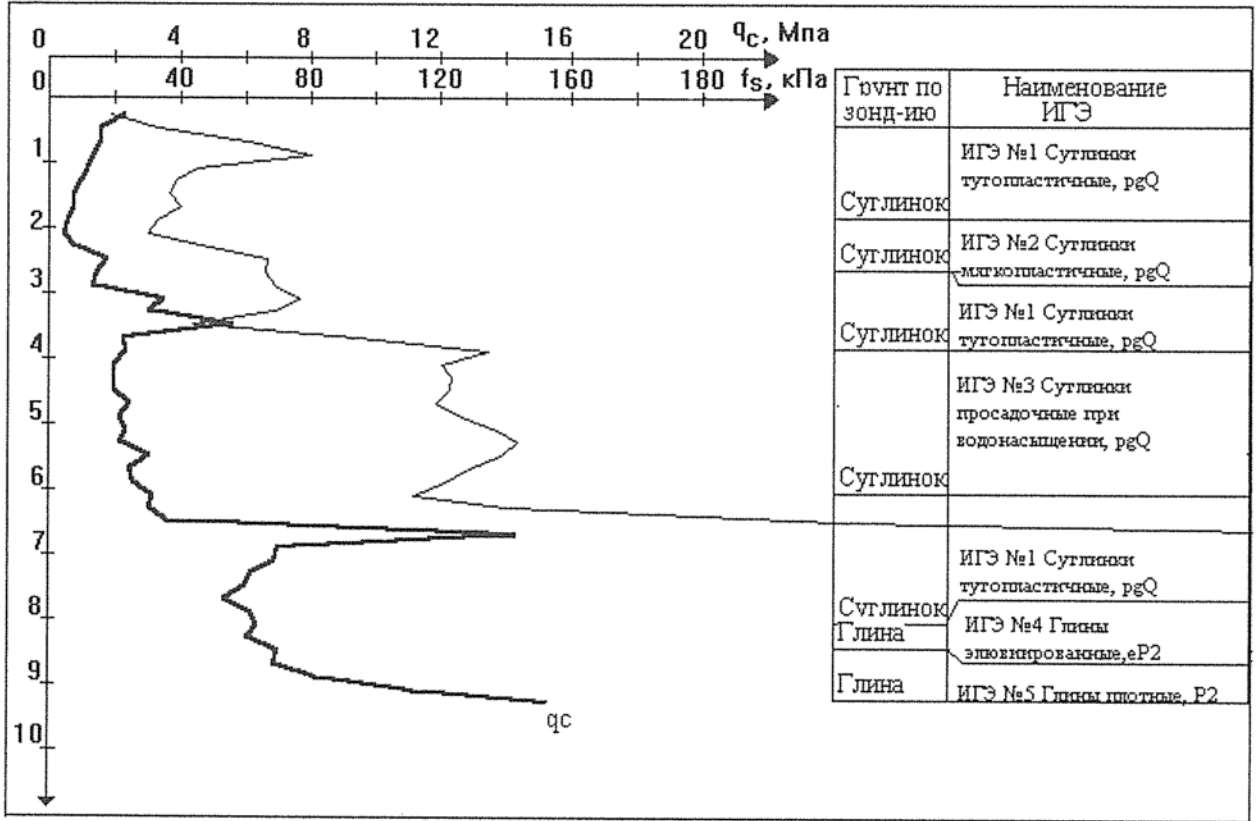 0 4 8 12 16 20 qc, Мпа
0 40 80 120 160 180 fs, кПа
Грунт по
зонд-ию
Наименование
ИГЭ
1
2
3
4
5
6
7
8
9
10
Суглинок
ИГЭ №1 Суглинки
тугопластичные, pgQ
Суглинок
ИГЭ №2 Суглинки
мягкопластичные, pgQ
Суглинок
ИГЭ №1 Суглинки
тугопластичные, pgQ
Суглинок
ИГЭ №3 Суглинки
просадочные при
водонасыщении, pgQ
Суглинок
ИГЭ №1 Суглинки
тугопластичные, pgQ
Глина
ИГЭ №4 Глины
элювиированные,eP2
Глина
ИГЭ №5 Глины плотные, P2
qc